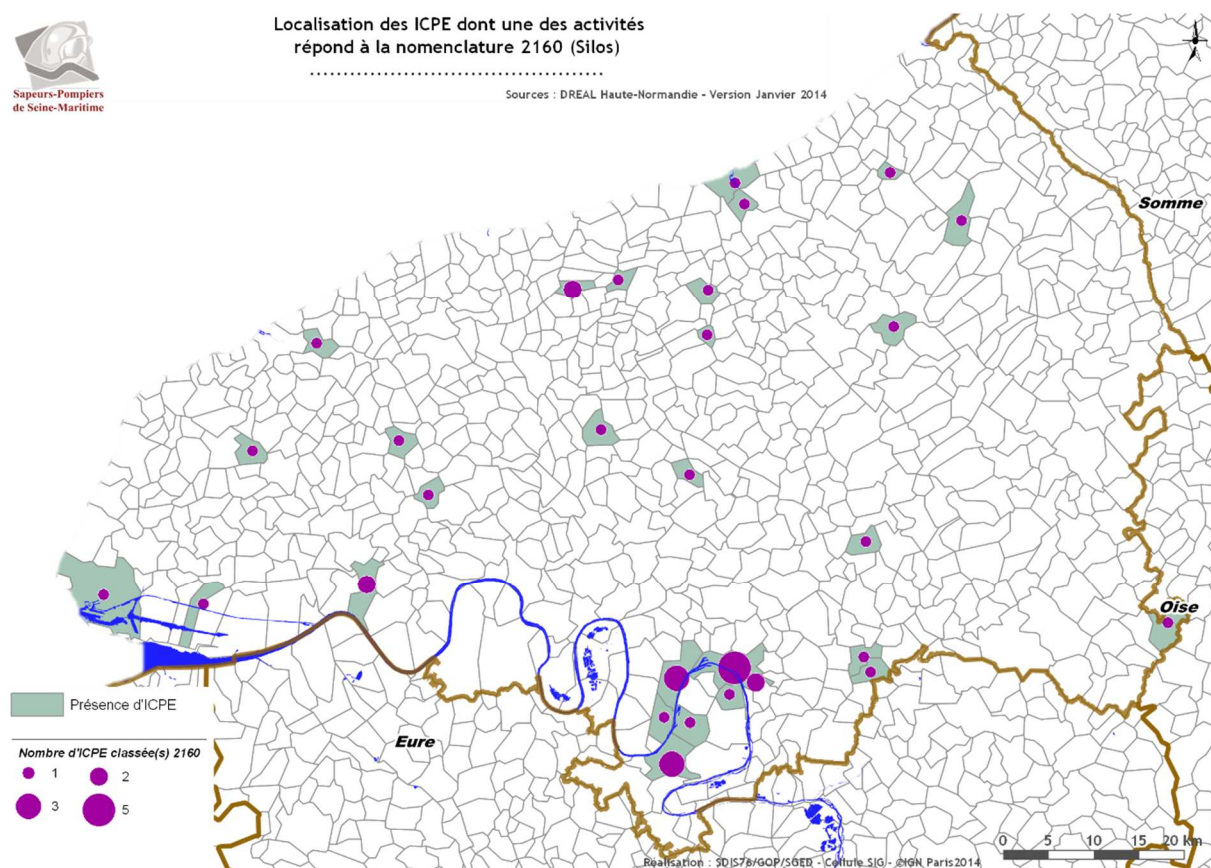 Localisation des ICPE dont une des activités
répond à la nomenclature 2160 (Silos)
Sapeurs-Pompiers
de Seine-Maritime
Sources : DREAL Haute-Normandie - Version Janvier 2014
Somme
Oise
Eure
Présence d'ICPE
Nombre d'ICPE classée(s) 2160
1 2
3 5
0 5 10 15 20 km
Réalisation : SDIS76/GOP/SGED - Cellule SIG - ©IGN Paris2014